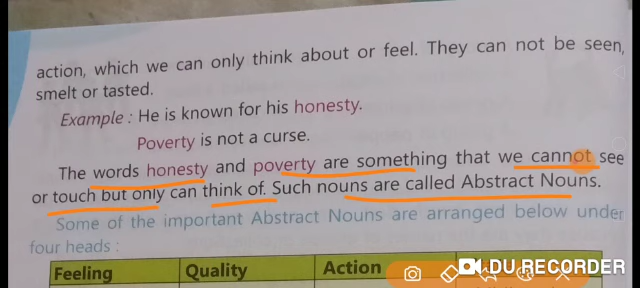 action, which we can only think about or feel. They can not be seen,
smelt or tasted.
Example : He is known for his honesty.
Poverty is not a curse.
The words honesty and poverty are something that we cannot see
or touch but only can think of. Such nouns are called Abstract Nouns.
Some of the important Abstract Nouns are arranged below under
four heads :
Feeling Quality Action
DU RECORDER